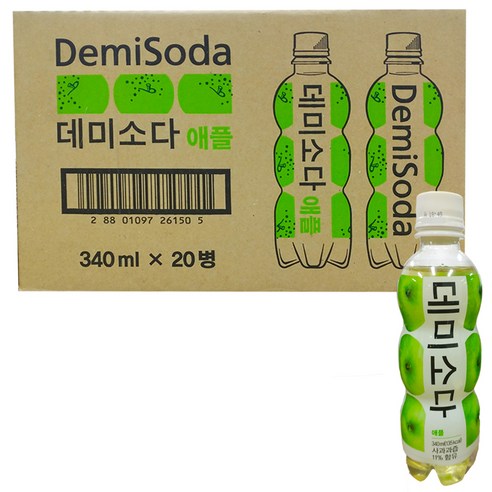 DemiSoda
데미소다 애플
2 88 01097 26150 5
340ml × 20병
데미소다 애플
DemiSoda
데미소다
애플
사과과즙
11% 함유